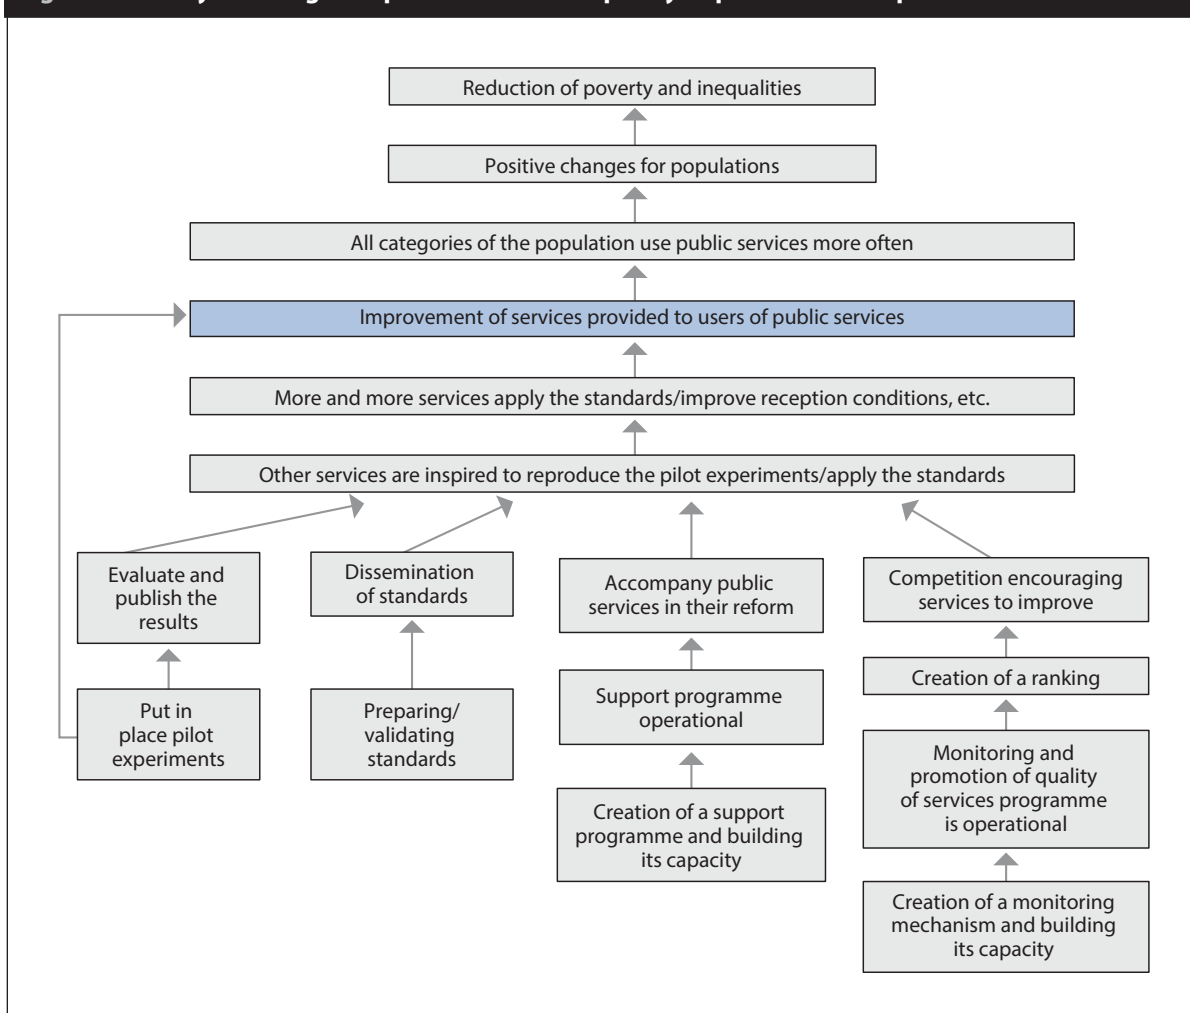 Reduction of poverty and inequalities
Positive changes for populations
All categories of the population use public services more often
Improvement of services provided to users of public services
More and more services apply the standards/improve reception conditions, etc.
Other services are inspired to reproduce the pilot experiments/apply the standards
Evaluate and
publish the
results
Put in
place pilot
experiments
Dissemination
of standards
Preparing/
validating
standards
Accompany public
services in their reform
Support programme
operational
Creation of a support
programme and building
its capacity
Competition encouraging
services to improve
Creation of a ranking
Monitoring and
promotion of quality
of services programme
is operational
Creation of a monitoring
mechanism and building
its capacity